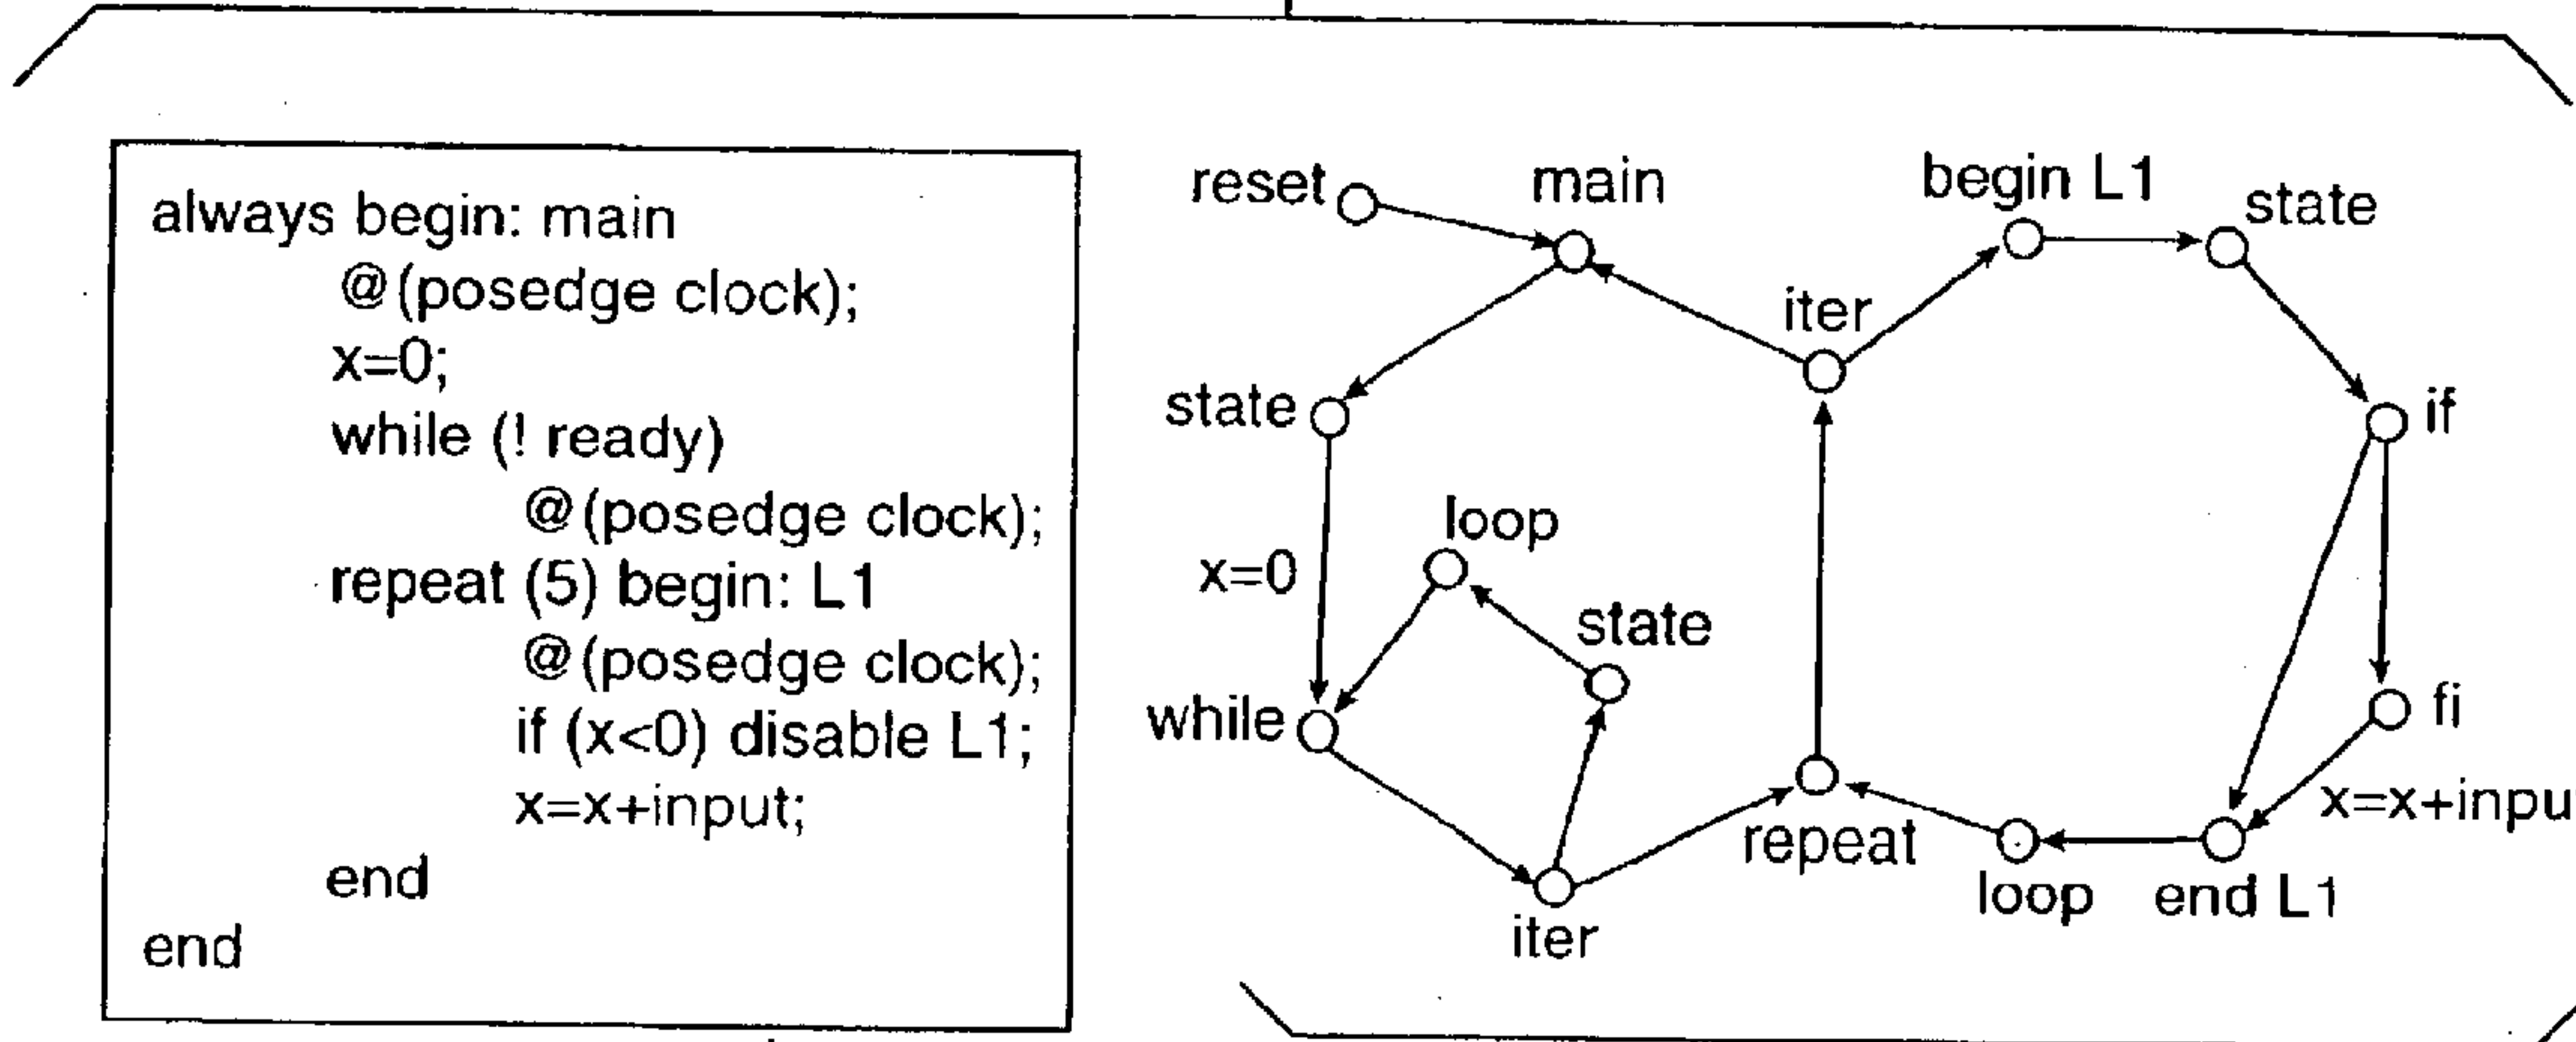 always begin: main
@(posedge clock);
x=0;
while (! ready)
@(posedge clock);
repeat (5) begin: L1
@(posedge clock);
if (x<0) disable L1;
x=x+input;
end
end
reset
main
begin L1
state
iter
state
if
loop
x=0
state
while
fi
x=x+inpu
repeat
loop
end L1
iter